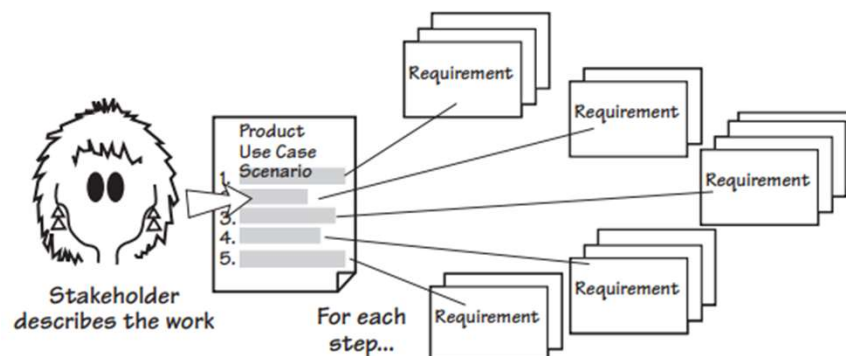 Requirement
Product
Use Case
Scenario
1.
3.
4.
5.
Requirement
Requirement
Requirement
Requirement
Stakeholder
describes the work
For each
step...